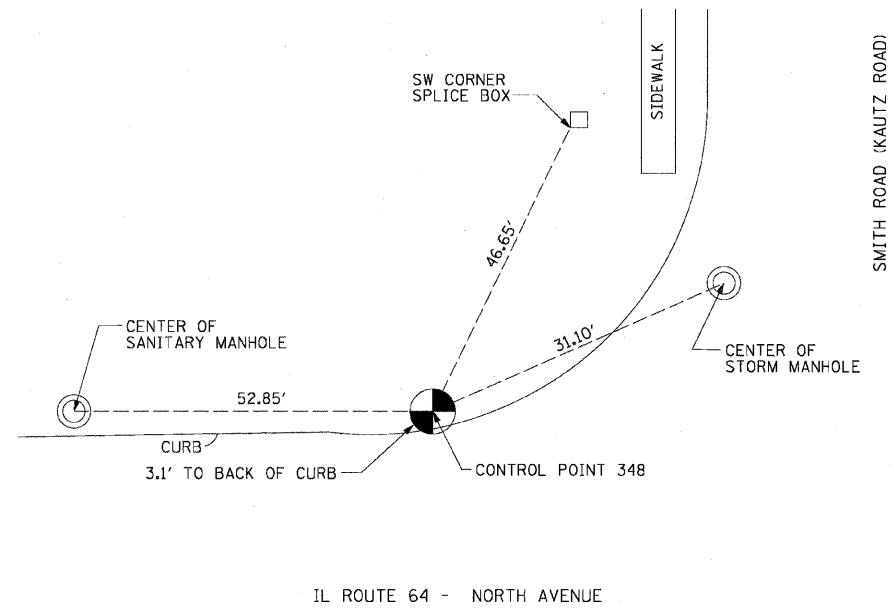 SW CORNER
SPLICE BOX
SIDEWALK
SMITH ROAD (KAUTZ ROAD)
46.65'
CENTER OF
SANITARY MANHOLE
31.10'
CENTER OF
STORM MANHOLE
52.85'
CURB
3.1' TO BACK OF CURB
CONTROL POINT 348
IL ROUTE 64 - NORTH AVENUE